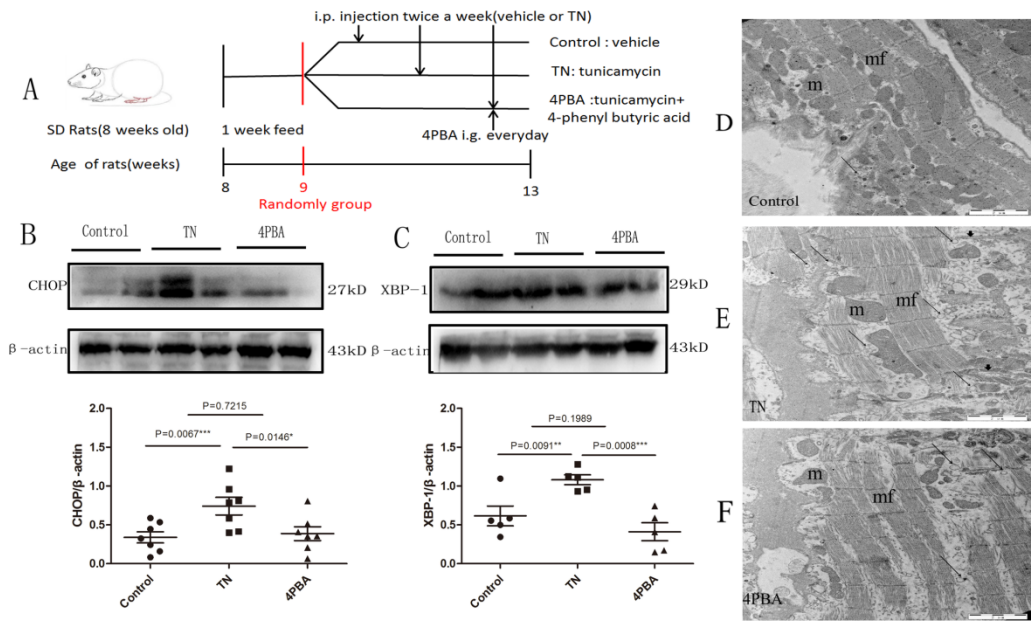 A
i.p. injection twice a week(vehicle or TN)
Control : vehicle
TN: tunicamycin
4PBA :tunicamycin+
4-phenyl butyric acid
SD Rats(8 weeks old)
1 week feed
4PBA i.g. everyday
Age of rats(weeks)
8
9
13
Randomly group
B
Control
TN
4PBA
CHOP
27kD
β-actin
43kD
P=0.7215
P=0.0067***
P=0.0146*
CHOP/β-actin
2.0
1.5
1.0
0.5
0.0
Control
TN
4PBA
C
Control
TN
4PBA
XBP-1
29kD
β-actin
43kD
P=0.1989
P=0.0091**
P=0.0008***
XBP-1/β-actin
2.0
1.5
1.0
0.5
0.0
Control
TN
4PBA
D
mf
m
Control
E
m
mf
TN
F
m
mf
4PBA